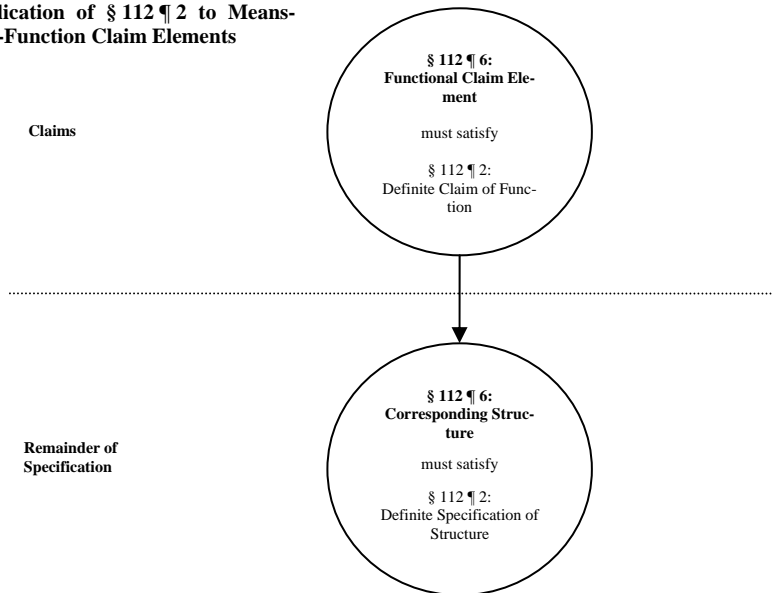 lication of § 112 ¶ 2 to Means-
-Function Claim Elements
§ 112 ¶ 6:
Functional Claim Ele-
ment
must satisfy
§ 112 ¶ 2:
Definite Claim of Func-
tion
Claims
§ 112 ¶ 6:
Corresponding Struc-
ture
must satisfy
§ 112 ¶ 2:
Definite Specification of
Structure
Remainder of
Specification